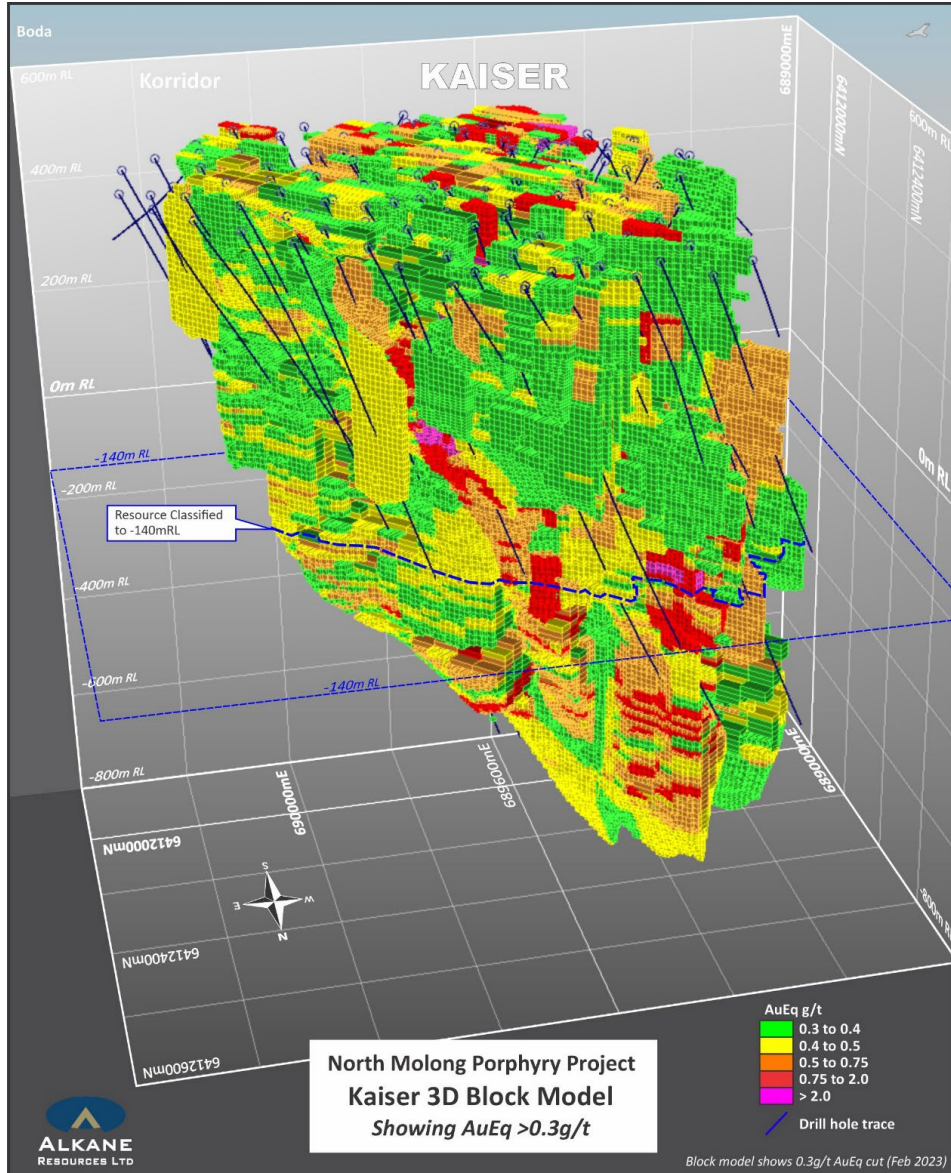 Boda
600m RL
Korridor
KAISER
689000mE
6412000mN
600m RL
6412400mN
400m RL
200m RL
0m RL
0m RL
-140m RL
-200m RL
Resource Classified
to -140mRL
-400m RL
-600m RL
-140m RL
-800m RL
690000mE
689600mE
689000mE
6412000mN
-800m RL
S
E
W
N
6412400mN
6412600mN
AuEq g/t
0.3 to 0.4
0.4 to 0.5
0.5 to 0.75
0.75 to 2.0
> 2.0
Drill hole trace
North Molong Porphyry Project
Kaiser 3D Block Model
Showing AuEq >0.3g/t
ALKANE
RESOURCES LTD
Block model shows 0.3g/t AuEq cut (Feb 2023)